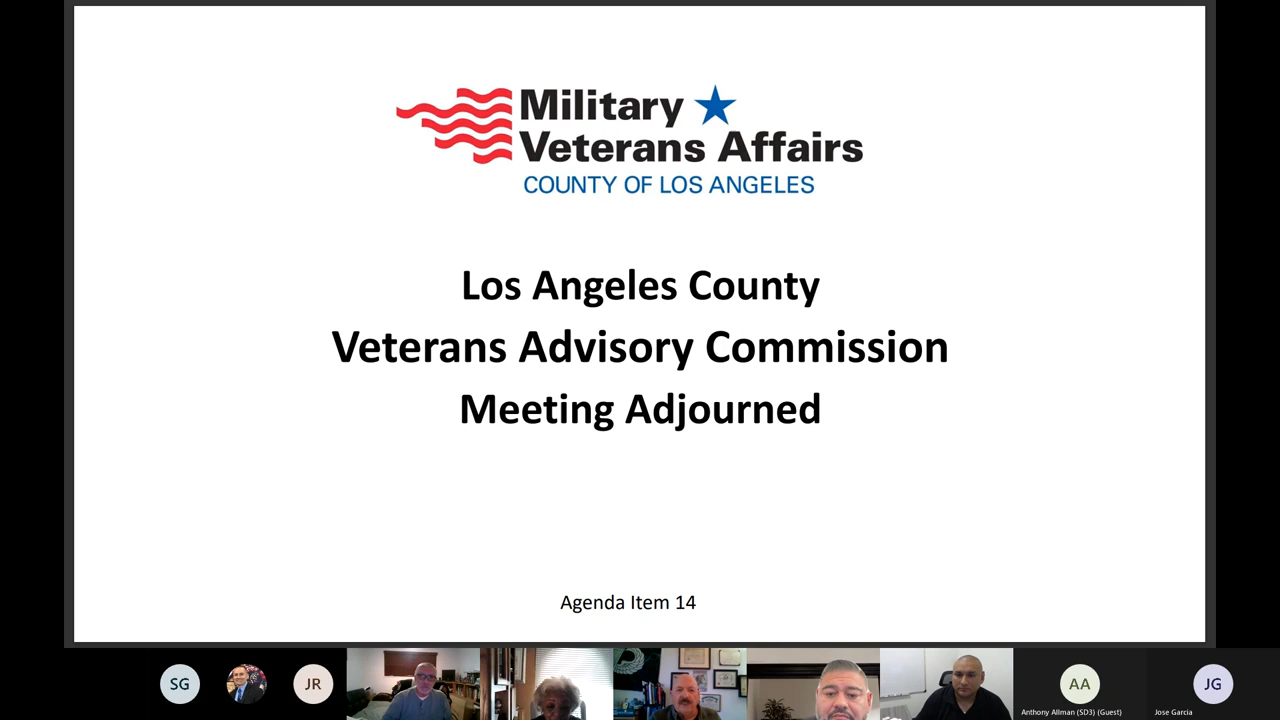 Military
Veterans Affairs
COUNTY OF LOS ANGELES
Los Angeles County
Veterans Advisory Commission
Meeting Adjourned
Agenda Item 14
SG
JR
AA
JG
Anthony Allman (SD3) (Guest)
Jose Garcia